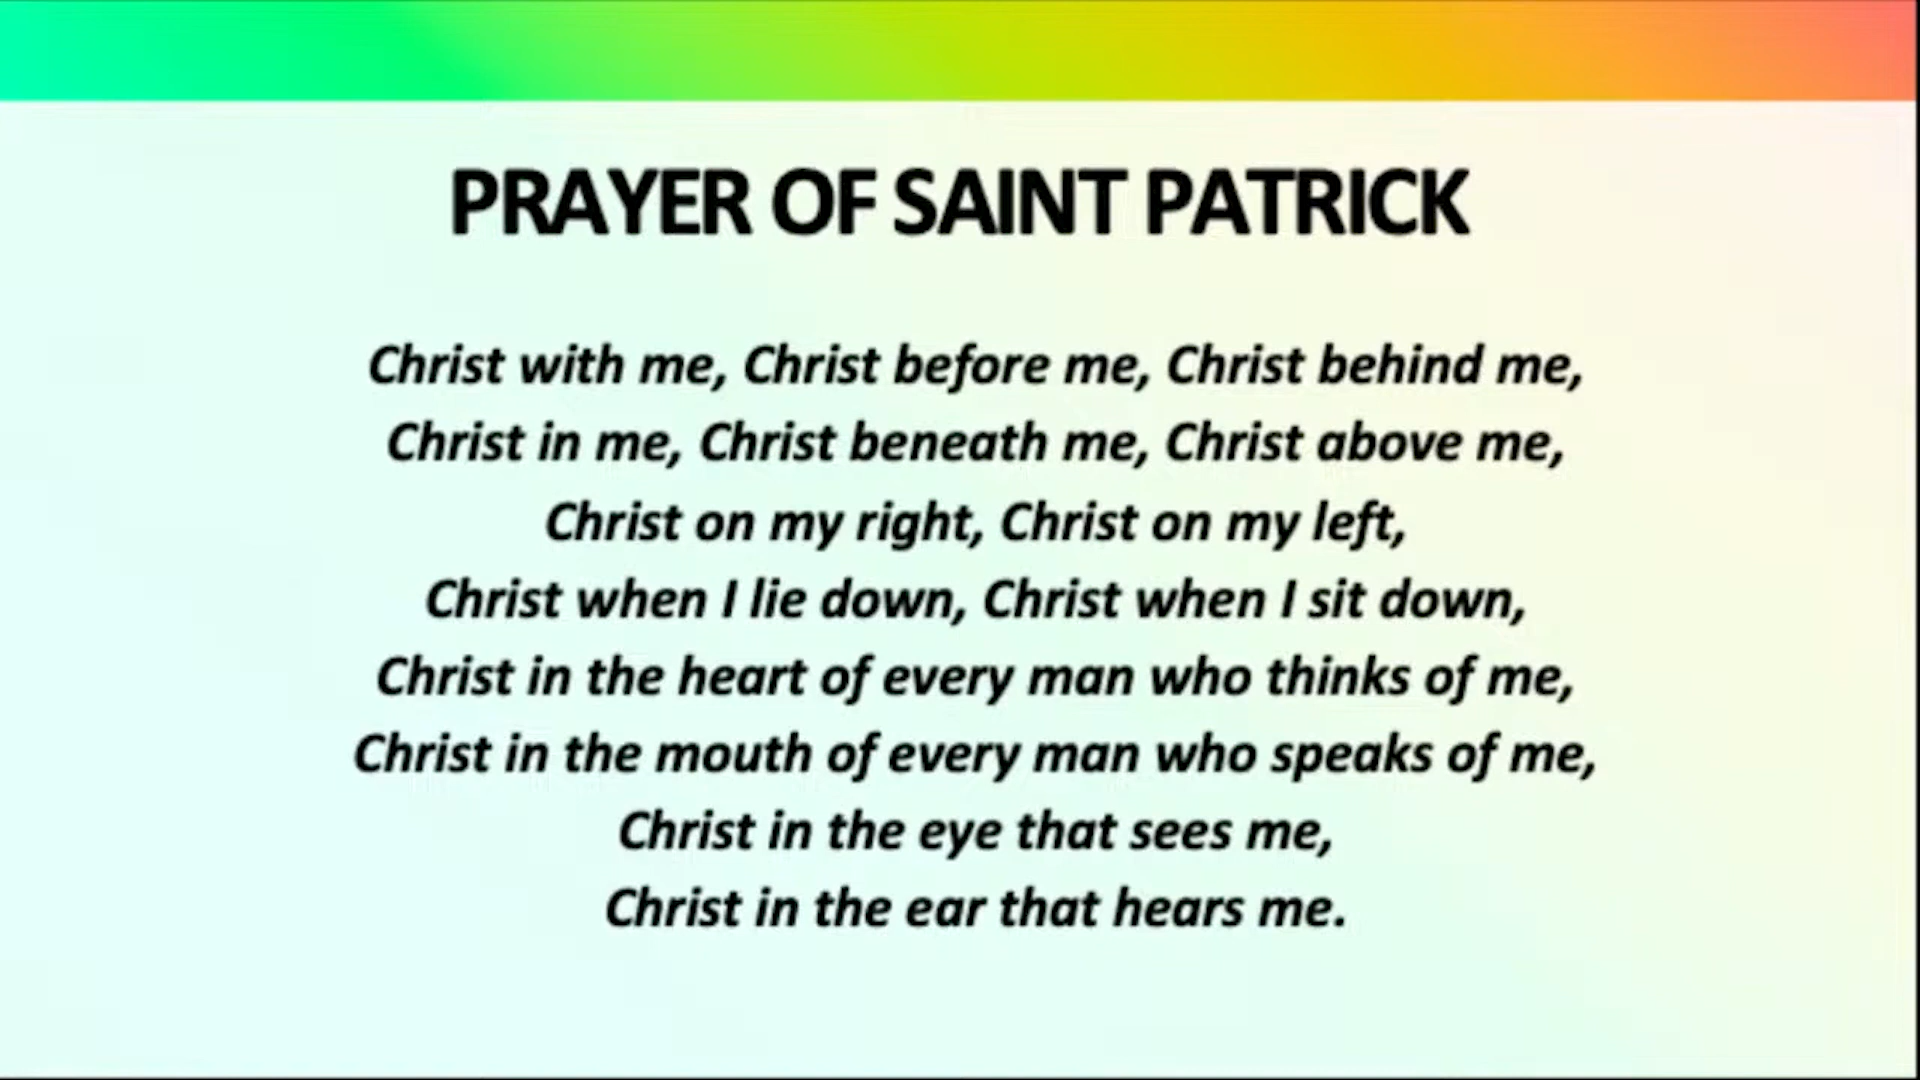 PRAYER OF SAINT PATRICK
Christ with me, Christ before me, Christ behind me,
Christ in me, Christ beneath me, Christ above me,
Christ on my right, Christ on my left,
Christ when I lie down, Christ when I sit down,
Christ in the heart of every man who thinks of me,
Christ in the mouth of every man who speaks of me,
Christ in the eye that sees me,
Christ in the ear that hears me.